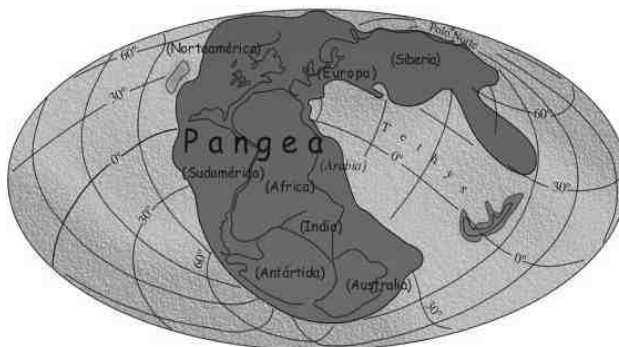 Polo Norte
(Norteamérica)
(Siberia)
(Europa)
60°
30°
60°
Pangea
Tethys
(Arabia)
0°
0°
(Sudamérica)
(Africa)
30°
30°
(India)
60°
0°
(Antártida)
(Australia)
30°